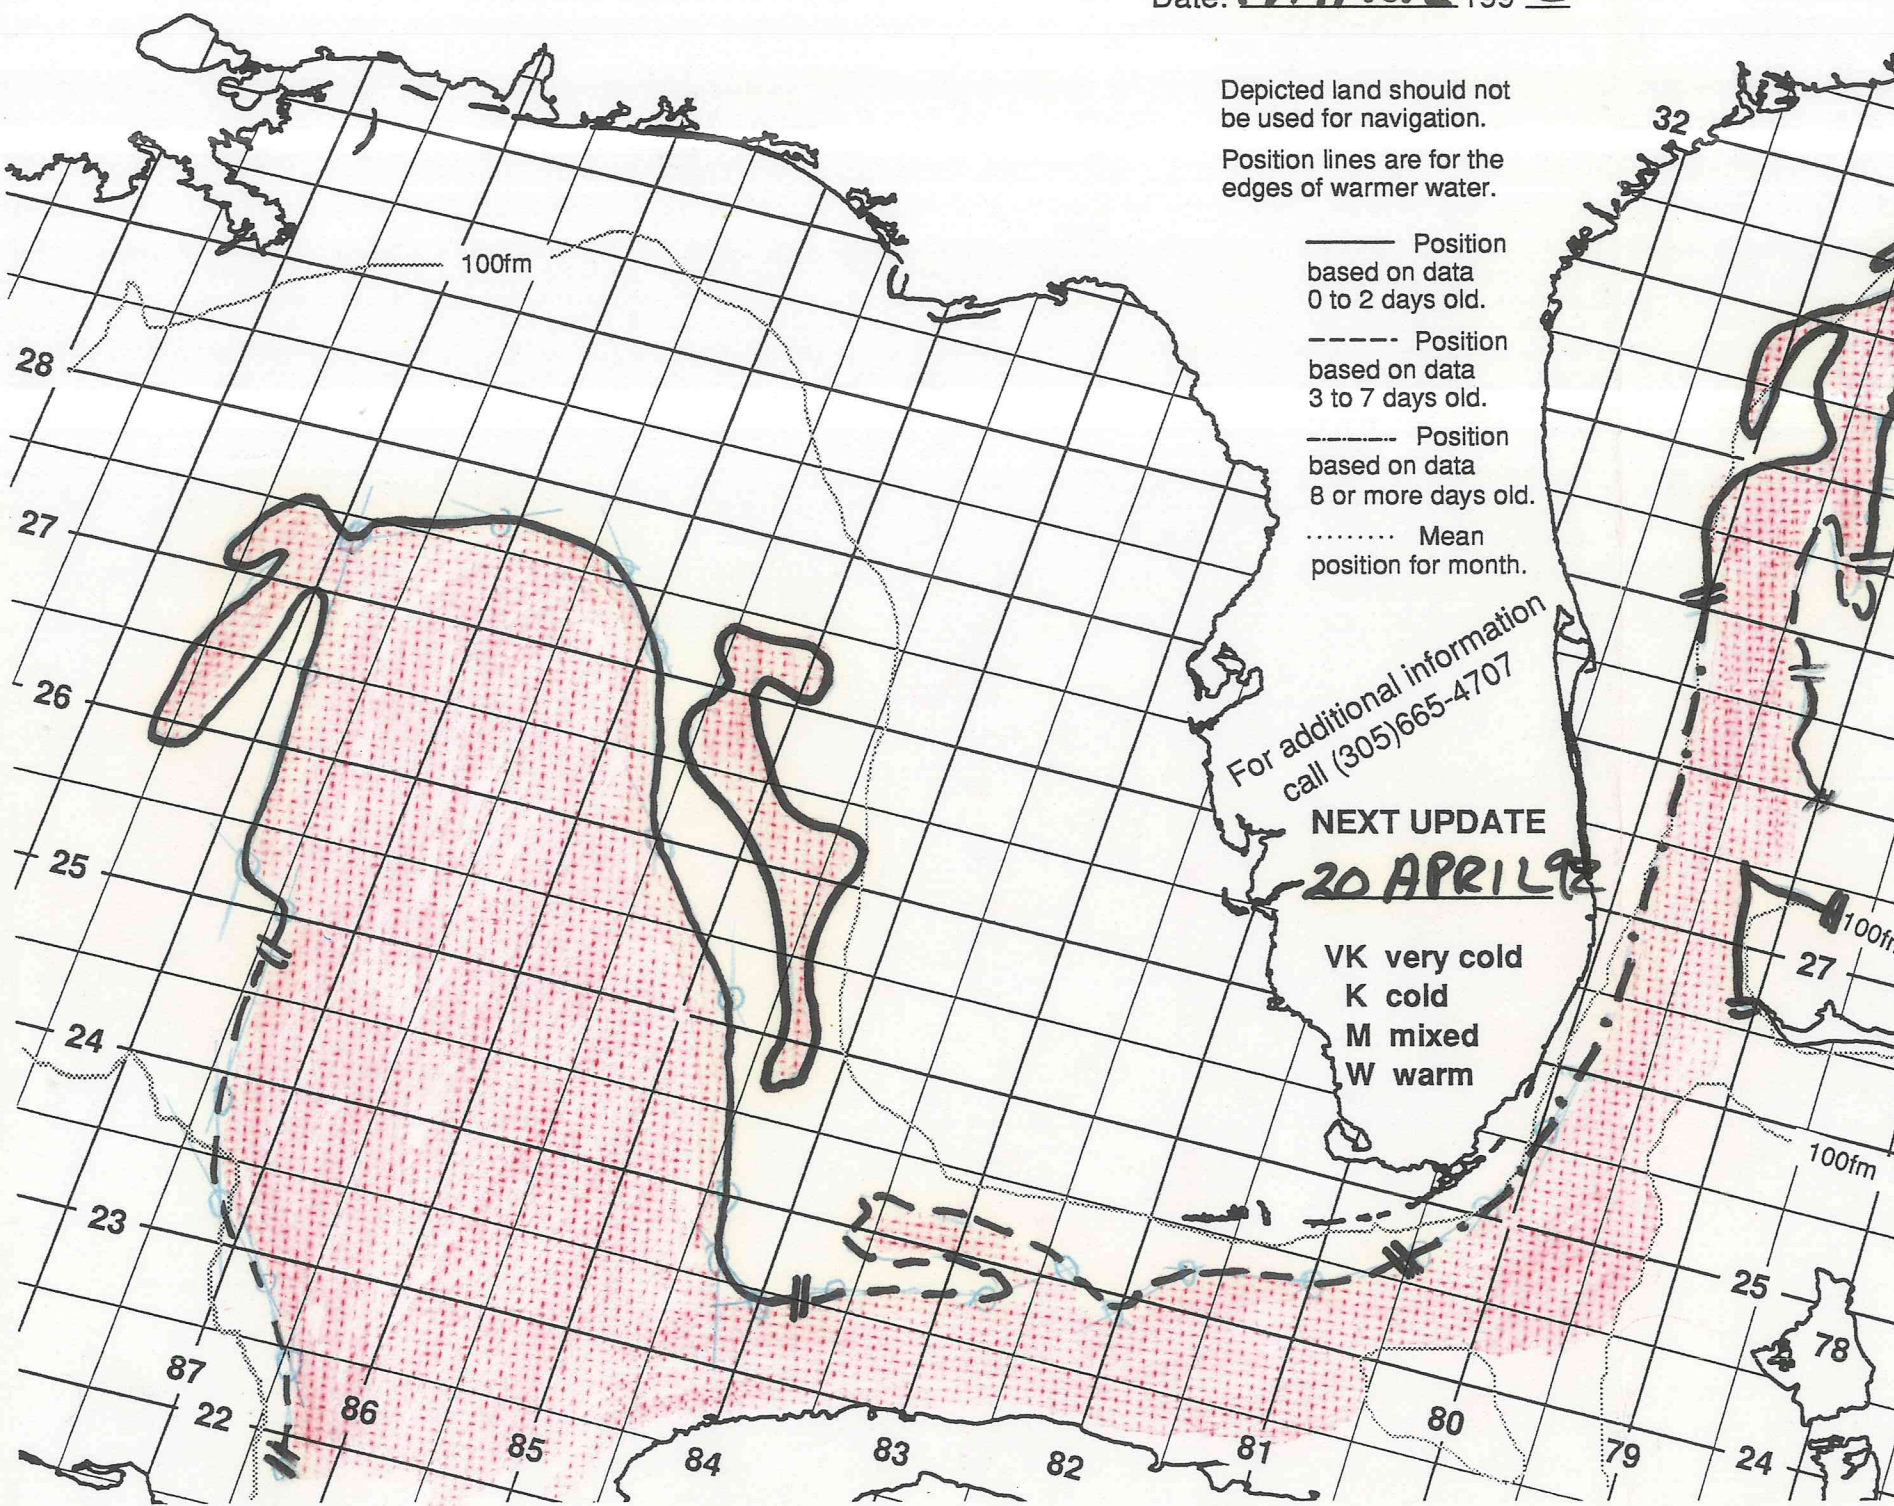 Date: 199
Depicted land should not
be used for navigation.
Position lines are for the
edges of warmer water.
Position
based on data
0 to 2 days old.
Position
based on data
3 to 7 days old.
Position
based on data
8 or more days old.
Mean
position for month.
For additional information
call (305)665-4707
NEXT UPDATE
20 APRIL 92
VK very cold
K cold
M mixed
W warm
32
100fm
28
27
26
25
24
23
22
87
86
85
84
83
82
81
80
79
78
24
25
100fm
27
100fm